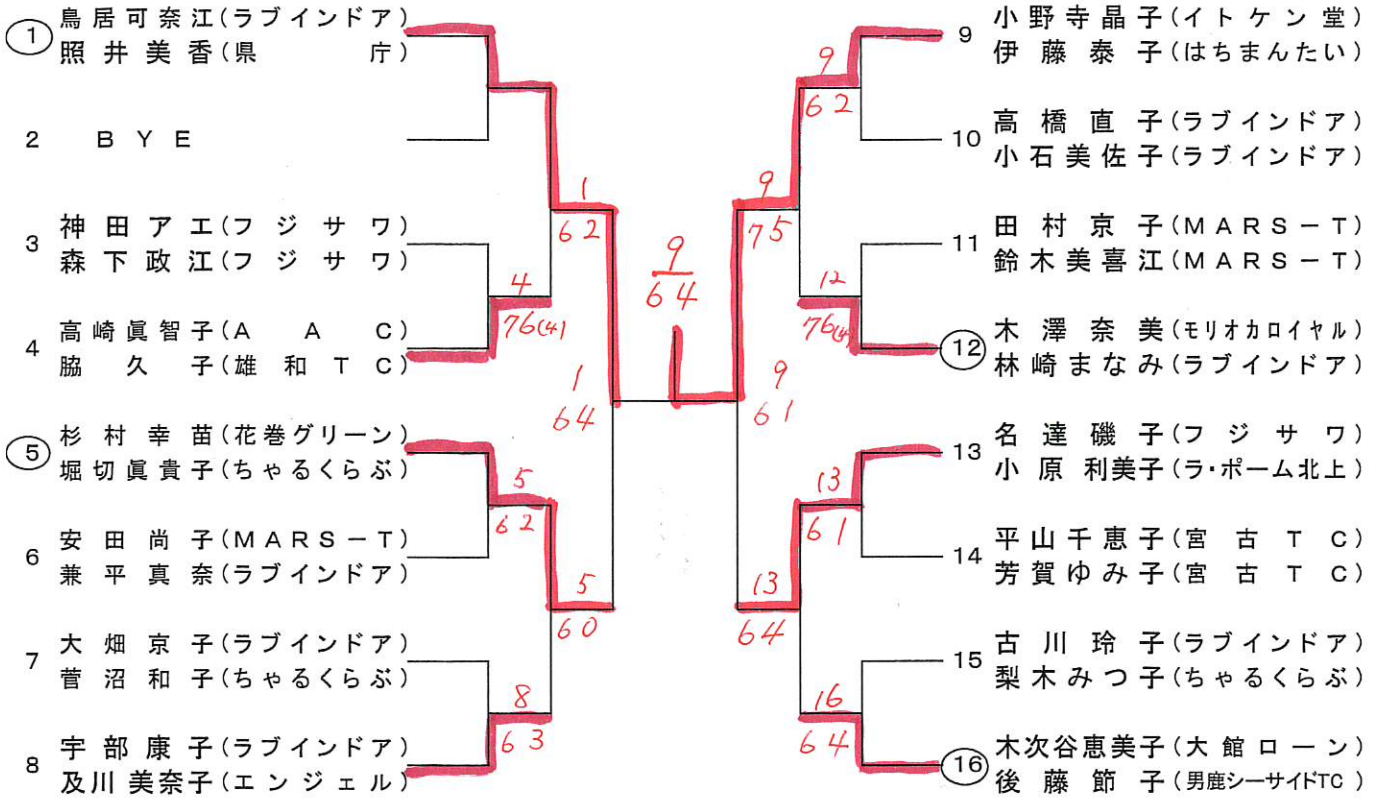 ① 鳥居可奈江(ラブインドア)
照井美香(県庁)
2 BYE
3 神田アエ(フジサワ)
森下政江(フジサワ)
4 高崎眞智子(AAC)
脇久子(雄和TC)
⑤ 杉村幸苗(花巻グリーン)
堀切眞貴子(ちゃるくらぶ)
6 安田尚子(MARS-T)
兼平真奈(ラブインドア)
7 大畑京子(ラブインドア)
菅沼和子(ちゃるくらぶ)
8 宇部康子(ラブインドア)
及川美奈子(エンジェル)
1
62
4
76(4)
1
64
5
62
5
60
8
63
9
64
9
62
9
75
12
76(4)
9
61
13
61
13
64
16
64
9 小野寺晶子(イトケン堂)
伊藤泰子(はちまんたい)
10 高橋直子(ラブインドア)
小石美佐子(ラブインドア)
11 田村京子(MARS-T)
鈴木美喜江(MARS-T)
⑫ 木澤奈美(モリオカロイヤル)
林崎まなみ(ラブインドア)
13 名達磯子(フジサワ)
小原利美子(ラ・ポーム北上)
14 平山千恵子(宮古TC)
芳賀ゆみ子(宮古TC)
15 古川玲子(ラブインドア)
梨木みつ子(ちゃるくらぶ)
⑯ 木次谷恵美子(大館ローン)
後藤節子(男鹿シーサイドTC)